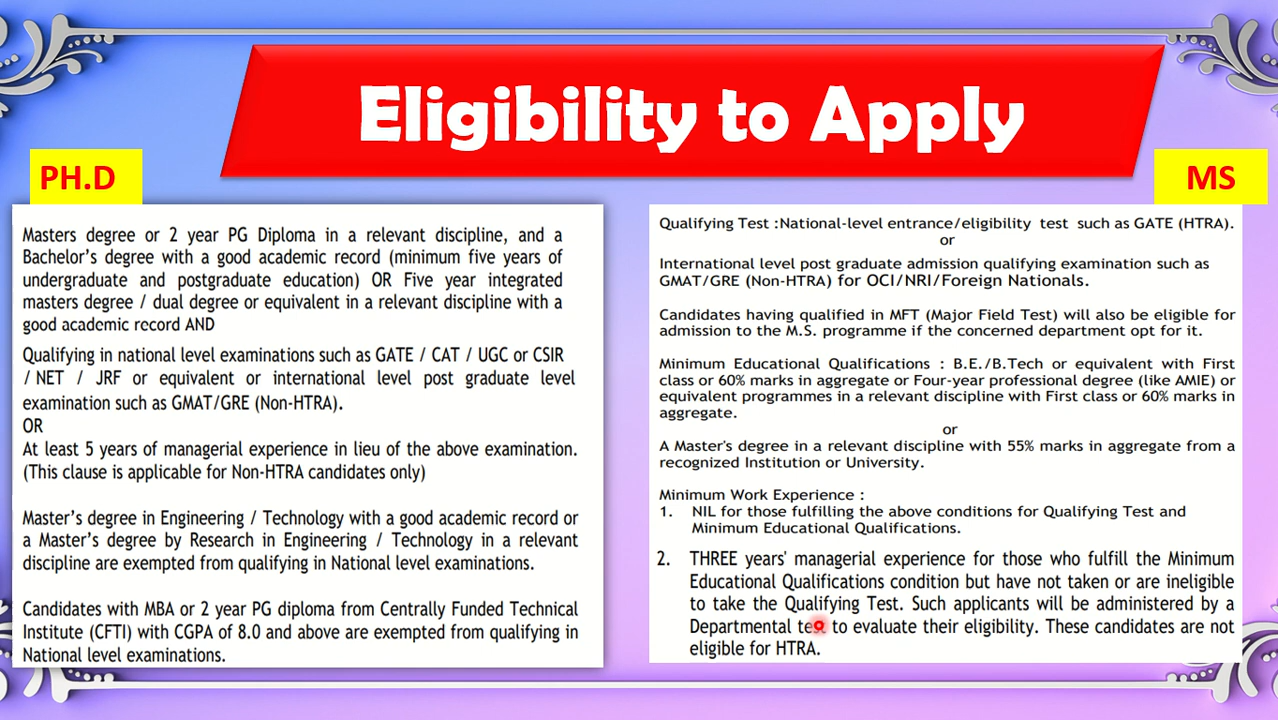 Eligibility to Apply
PH.D
Masters degree or 2 year PG Diploma in a relevant discipline, and a
Bachelor's degree with a good academic record (minimum five years of
undergraduate and postgraduate education) OR Five year integrated
masters degree / dual degree or equivalent in a relevant discipline with a
good academic record AND
Qualifying in national level examinations such as GATE / CAT / UGC or CSIR
/ NET / JRF or equivalent or international level post graduate level
examination such as GMAT/GRE (Non-HTRA).
OR
At least 5 years of managerial experience in lieu of the above examination.
(This clause is applicable for Non-HTRA candidates only)
Master's degree in Engineering / Technology with a good academic record or
a Master's degree by Research in Engineering / Technology in a relevant
discipline are exempted from qualifying in National level examinations.
Candidates with MBA or 2 year PG diploma from Centrally Funded Technical
Institute (CFTI) with CGPA of 8.0 and above are exempted from qualifying in
National level examinations.
MS
Qualifying Test :National-level entrance/eligibility test such as GATE (HTRA).
or
International level post graduate admission qualifying examination such as
GMAT/GRE (Non-HTRA) for OCI/NRI/Foreign Nationals.
Candidates having qualified in MFT (Major Field Test) will also be eligible for
admission to the M.S. programme if the concerned department opt for it.
Minimum Educational Qualifications : B.E./B.Tech or equivalent with First
class or 60% marks in aggregate or Four-year professional degree (like AMIE) or
equivalent programmes in a relevant discipline with First class or 60% marks in
aggregate.
or
A Master's degree in a relevant discipline with 55% marks in aggregate from a
recognized Institution or University.
Minimum Work Experience :
1. NIL for those fulfilling the above conditions for Qualifying Test and
Minimum Educational Qualifications.
2. THREE years' managerial experience for those who fulfill the Minimum
Educational Qualifications condition but have not taken or are ineligible
to take the Qualifying Test. Such applicants will be administered by a
Departmental test to evaluate their eligibility. These candidates are not
eligible for HTRA.